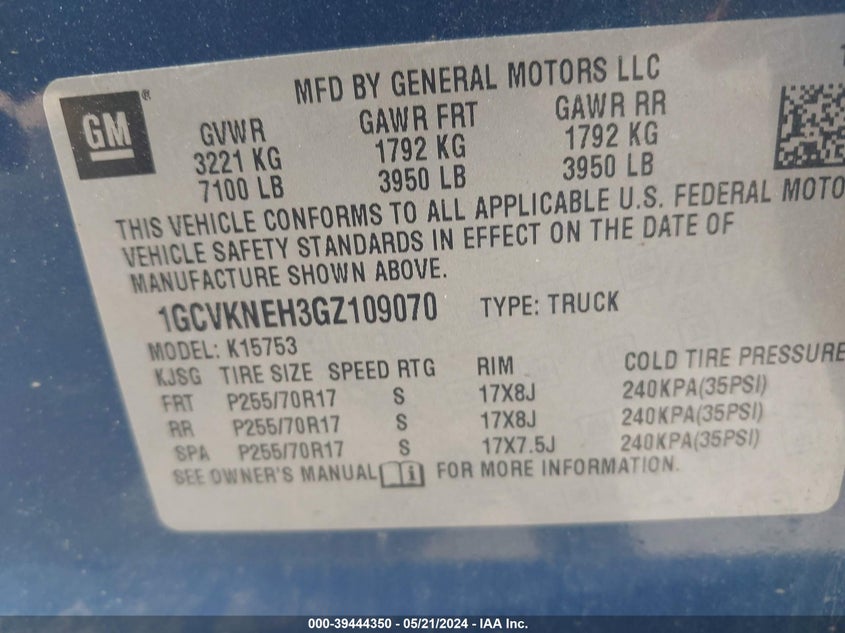 MFD BY GENERAL MOTORS LLC
GM®
GVWR GAWR FRT GAWR RR
3221 KG 1792 KG 1792 KG
7100 LB 3950 LB 3950 LB
THIS VEHICLE CONFORMS TO ALL APPLICABLE U.S. FEDERAL MOTO
VEHICLE SAFETY STANDARDS IN EFFECT ON THE DATE OF
MANUFACTURE SHOWN ABOVE.
1GCVKNEH3GZ109070 TYPE: TRUCK
MODEL: K15753
KJSG TIRE SIZE SPEED RTG RIM COLD TIRE PRESSURE
FRT P255/70R17 S 17X8J 240KPA(35PSI)
RR P255/70R17 S 17X8J 240KPA(35PSI)
SPA P255/70R17 S 17X7.5J 240KPA(35PSI)
SEE OWNER'S MANUAL FOR MORE INFORMATION.
000-39444350 - 05/21/2024 - IAA Inc.